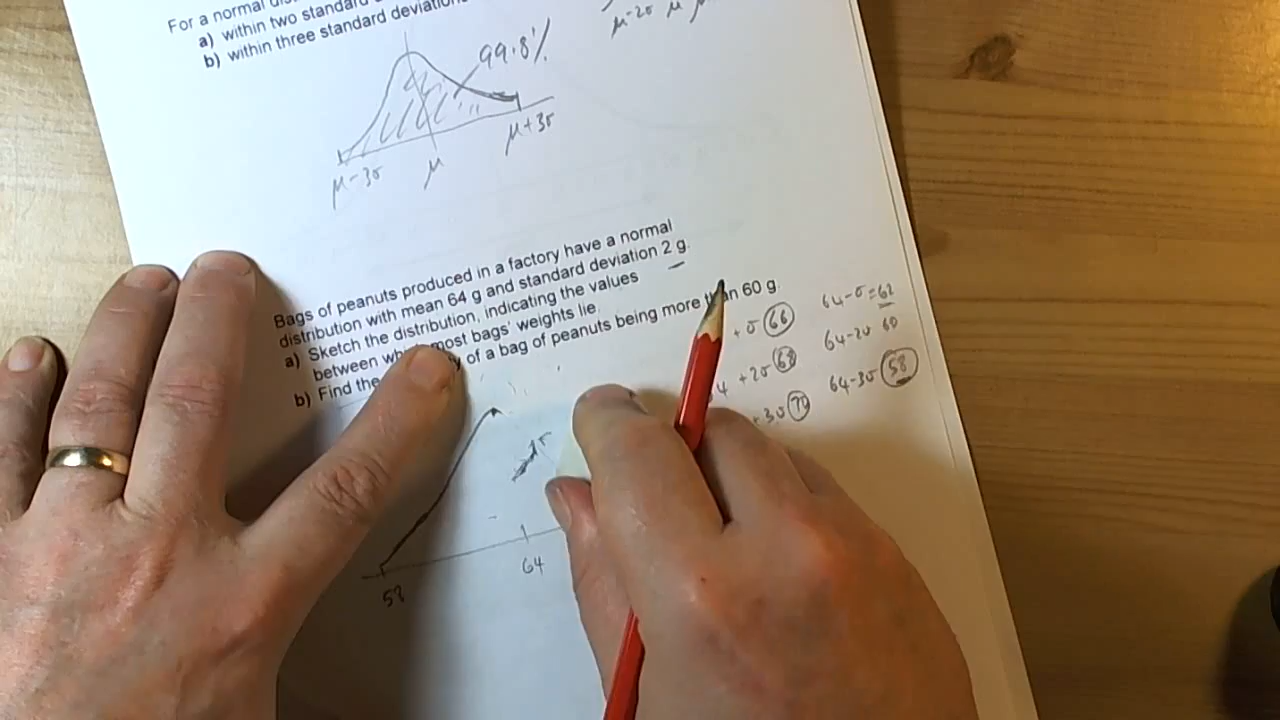 For a normal
a) within two standard
b) within three standard deviations
μ-2σ μ
99.8%
μ-3σ μ μ+3σ
Bags of peanuts produced in a factory have a normal
distribution with mean 64 g and standard deviation 2 g.
a) Sketch the distribution, indicating the values
between most bags' weights lie
b) Find the of a bag of peanuts being more than 60 g.
+σ 66 64-σ=62
4 +2σ 68 64-2σ 60
+3σ 70 64-3σ 58
58 64